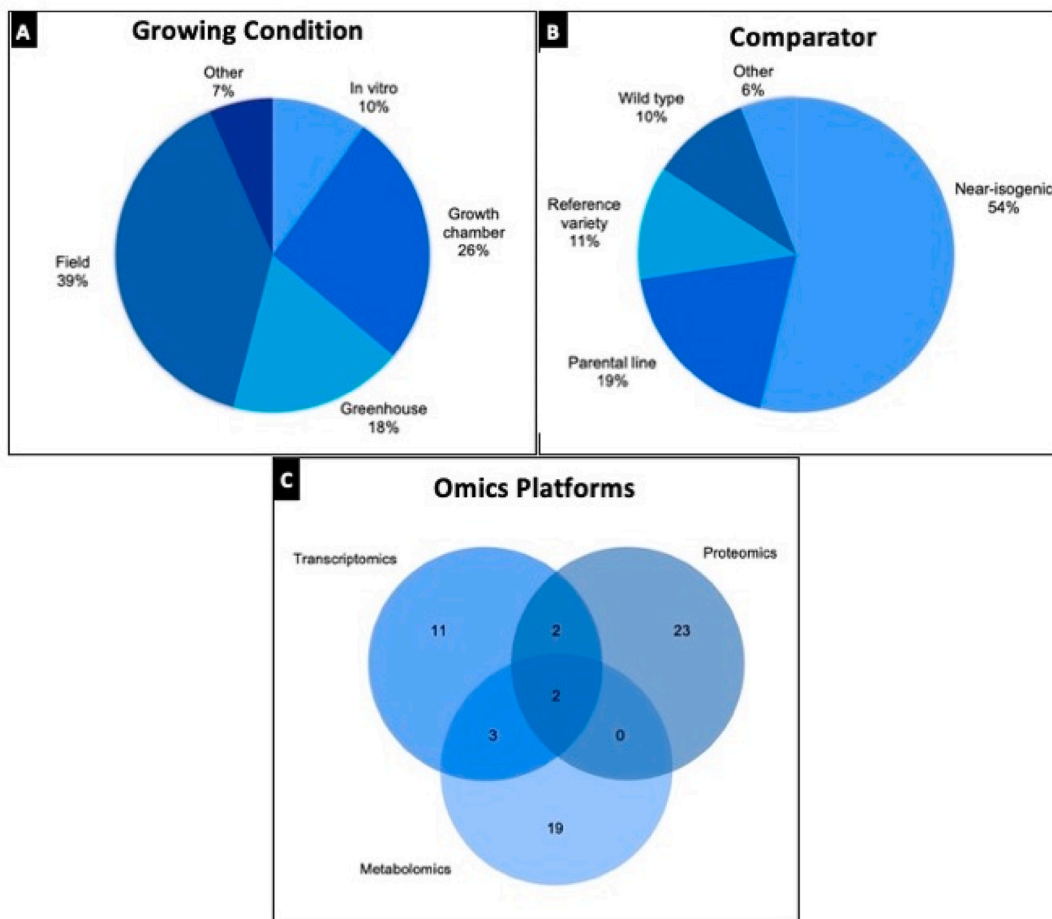 A
Growing Condition
Other
7%
In vitro
10%
Growth
chamber
26%
Field
39%
Greenhouse
18%
B
Comparator
Other
6%
Wild type
10%
Near-isogenic
54%
Reference
variety
11%
Parental line
19%
C
Omics Platforms
Transcriptomics
Proteomics
11
2
23
2
3
0
19
Metabolomics